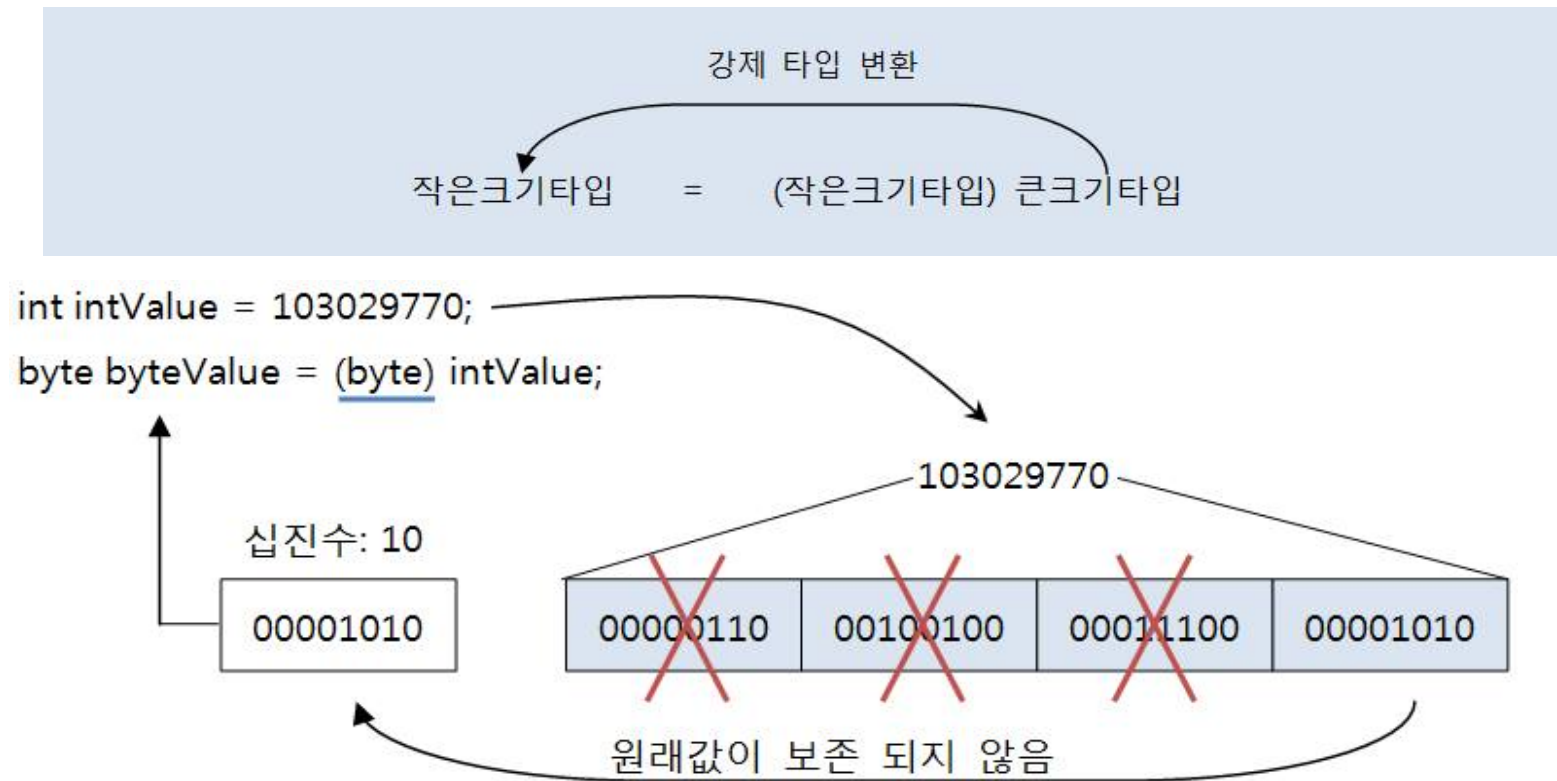 강제 타입 변환
작은크기타입 = (작은크기타입) 큰크기타입
int intValue = 103029770;
byte byteValue = (byte) intValue;
103029770
십진수: 10
00001010 00000110 00100100 00011100 00001010
원래값이 보존 되지 않음